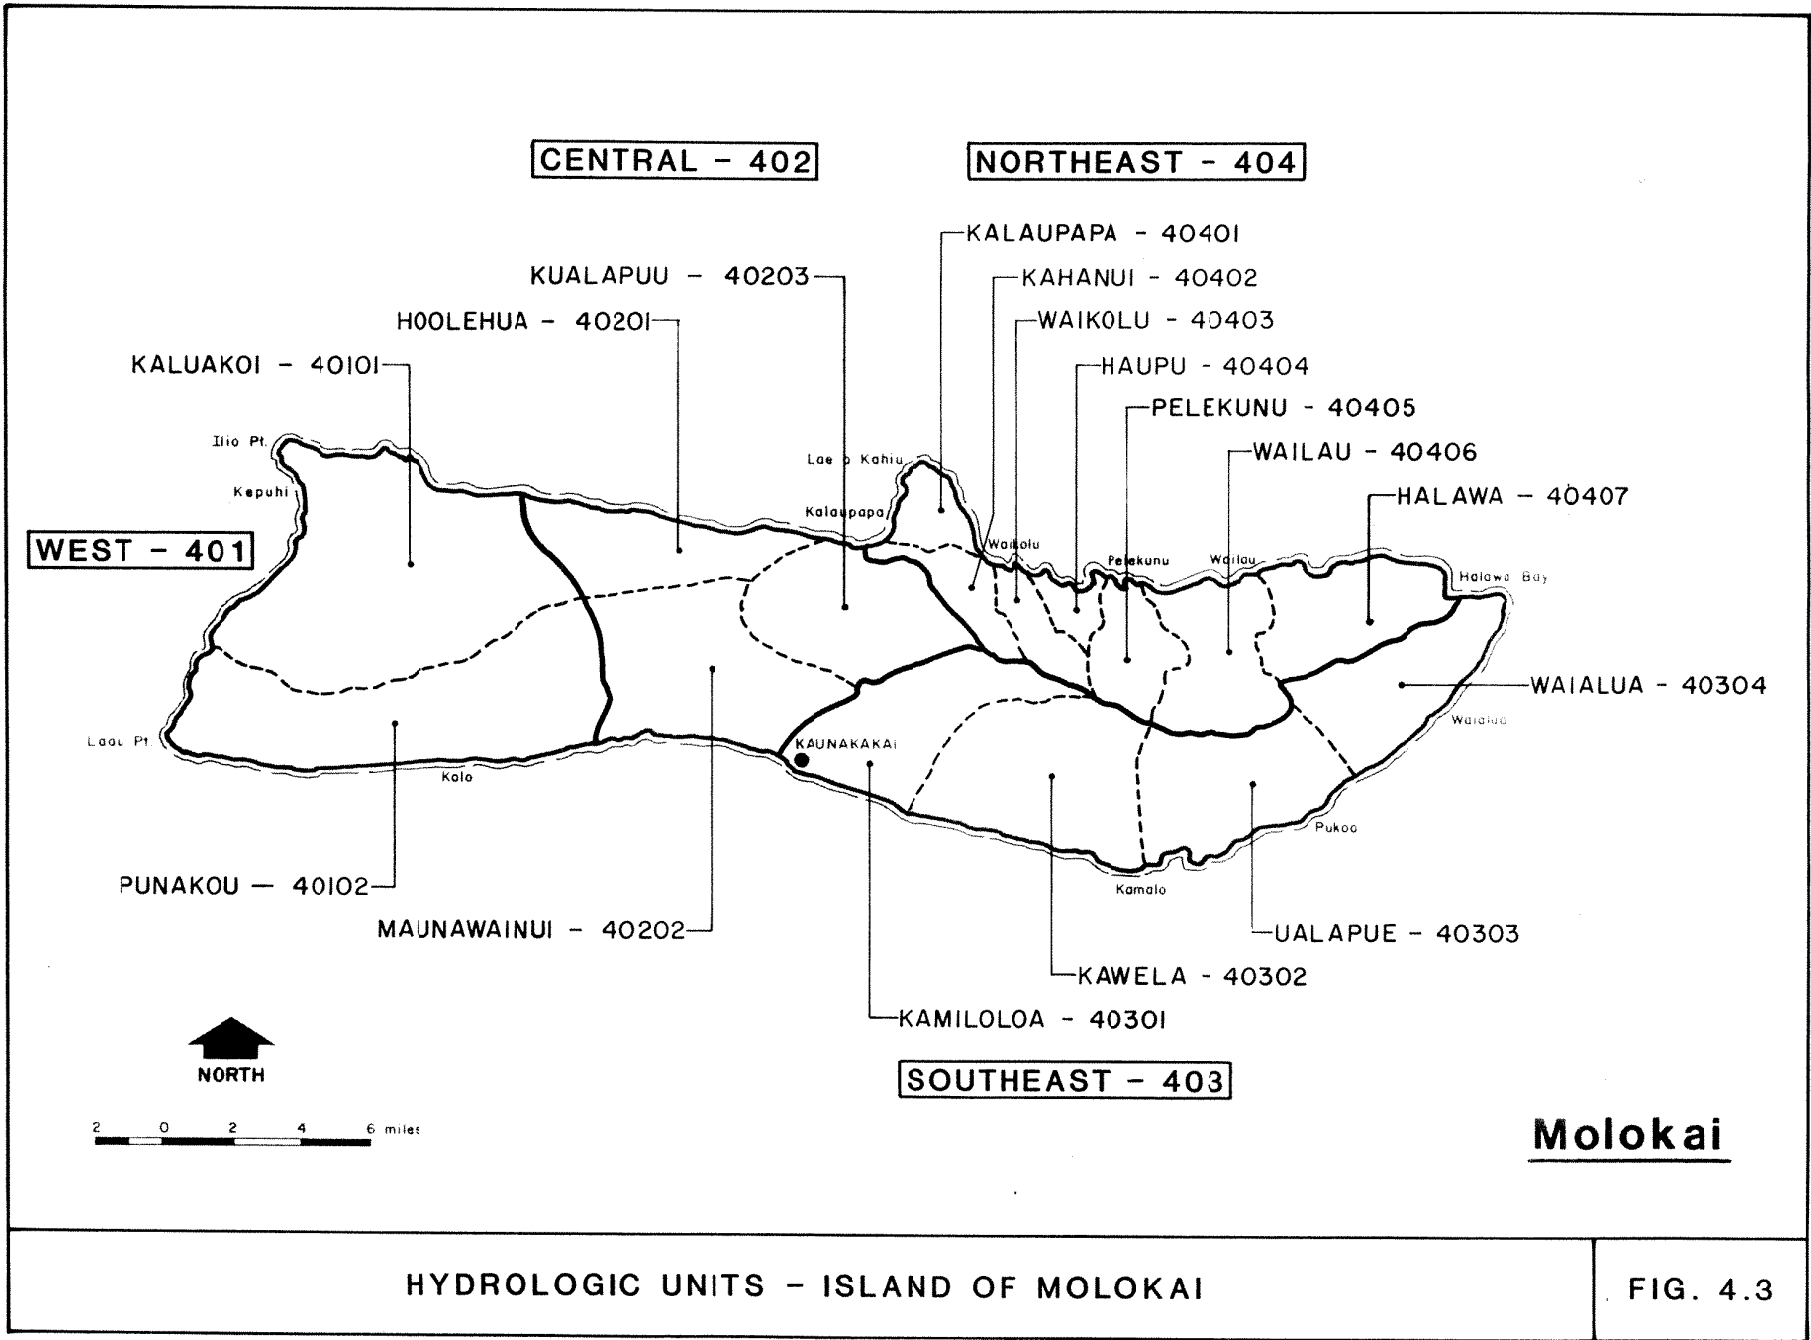 CENTRAL - 402
NORTHEAST - 404
KALAUPAPA - 40401
KUALAPUU - 40203
KAHANUI - 40402
HOOLEHUA - 40201
WAIKOLU - 40403
KALUAKOI - 40101
HAUPU - 40404
PELEKUNU - 40405
Ilio Pt.
Lae o Kahiu
WAILAU - 40406
Kepuhi
HALAWA - 40407
Kalaupapa
WEST - 401
Waikolu
Pelekunu
Wailau
Halawa Bay
WAIALUA - 40304
Waialua
Laau Pt.
KAUNAKAKAI
Kolo
Pukoo
PUNAKOU — 40102
Kamalo
MAUNAWAINUI - 40202
UALAPUE - 40303
KAWELA - 40302
KAMILOLOA - 40301
NORTH
SOUTHEAST - 403
2 0 2 4 6 miles
Molokai
HYDROLOGIC UNITS - ISLAND OF MOLOKAI
FIG. 4.3